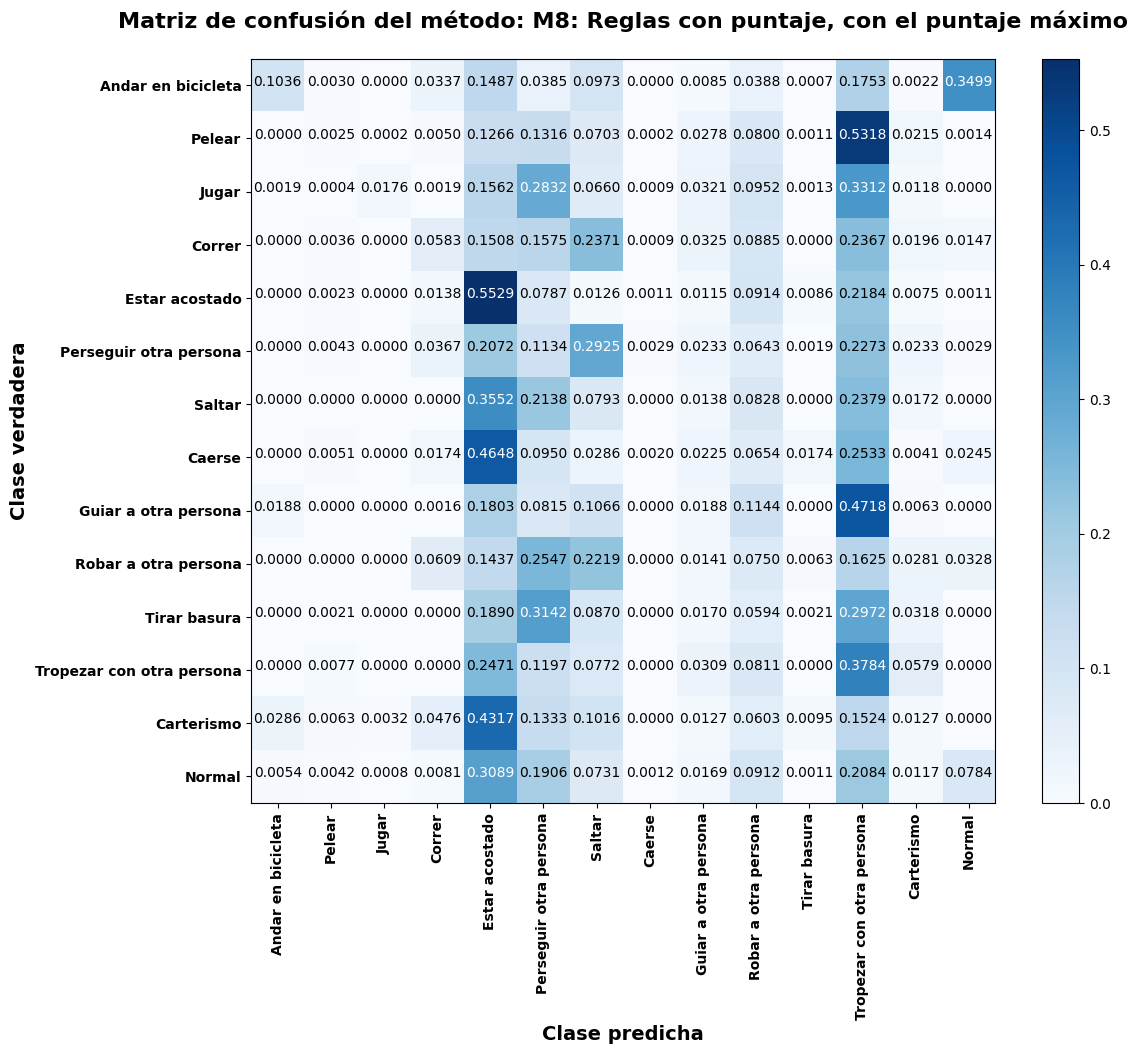 Matriz de confusión del método: M8: Reglas con puntaje, con el puntaje máximo
Clase verdadera
Andar en bicicleta 0.1036 0.0030 0.0000 0.0337 0.1487 0.0385 0.0973 0.0000 0.0085 0.0388 0.0007 0.1753 0.0022 0.3499
Pelear 0.0000 0.0025 0.0002 0.0050 0.1266 0.1316 0.0703 0.0002 0.0278 0.0800 0.0011 0.5318 0.0215 0.0014
Jugar 0.0019 0.0004 0.0176 0.0019 0.1562 0.2832 0.0660 0.0009 0.0321 0.0952 0.0013 0.3312 0.0118 0.0000
Correr 0.0000 0.0036 0.0000 0.0583 0.1508 0.1575 0.2371 0.0009 0.0325 0.0885 0.0000 0.2367 0.0196 0.0147
Estar acostado 0.0000 0.0023 0.0000 0.0138 0.5529 0.0787 0.0126 0.0011 0.0115 0.0914 0.0086 0.2184 0.0075 0.0011
Perseguir otra persona 0.0000 0.0043 0.0000 0.0367 0.2072 0.1134 0.2925 0.0029 0.0233 0.0643 0.0019 0.2273 0.0233 0.0029
Saltar 0.0000 0.0000 0.0000 0.0000 0.3552 0.2138 0.0793 0.0000 0.0138 0.0828 0.0000 0.2379 0.0172 0.0000
Caerse 0.0000 0.0051 0.0000 0.0174 0.4648 0.0950 0.0286 0.0020 0.0225 0.0654 0.0174 0.2533 0.0041 0.0245
Guiar a otra persona 0.0188 0.0000 0.0000 0.0016 0.1803 0.0815 0.1066 0.0000 0.0188 0.1144 0.0000 0.4718 0.0063 0.0000
Robar a otra persona 0.0000 0.0000 0.0000 0.0609 0.1437 0.2547 0.2219 0.0000 0.0141 0.0750 0.0063 0.1625 0.0281 0.0328
Tirar basura 0.0000 0.0021 0.0000 0.0000 0.1890 0.3142 0.0870 0.0000 0.0170 0.0594 0.0021 0.2972 0.0318 0.0000
Tropezar con otra persona 0.0000 0.0077 0.0000 0.0000 0.2471 0.1197 0.0772 0.0000 0.0309 0.0811 0.0000 0.3784 0.0579 0.0000
Carterismo 0.0286 0.0063 0.0032 0.0476 0.4317 0.1333 0.1016 0.0000 0.0127 0.0603 0.0095 0.1524 0.0127 0.0000
Normal 0.0054 0.0042 0.0008 0.0081 0.3089 0.1906 0.0731 0.0012 0.0169 0.0912 0.0011 0.2084 0.0117 0.0784
Andar en bicicleta
Pelear
Jugar
Correr
Estar acostado
Perseguir otra persona
Saltar
Caerse
Guiar a otra persona
Robar a otra persona
Tirar basura
Tropezar con otra persona
Carterismo
Normal
Clase predicha
0.5
0.4
0.3
0.2
0.1
0.0